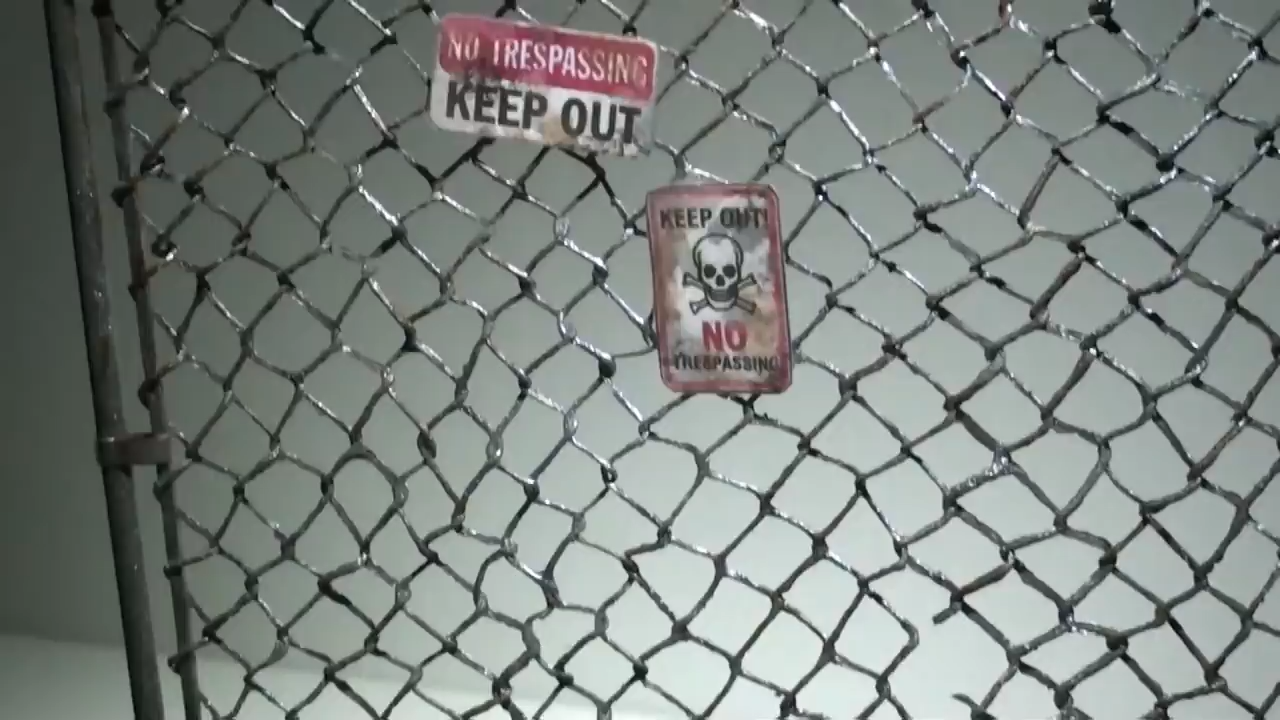 NO TRESPASSING
KEEP OUT
KEEP OUT!
NO
TRESPASSING